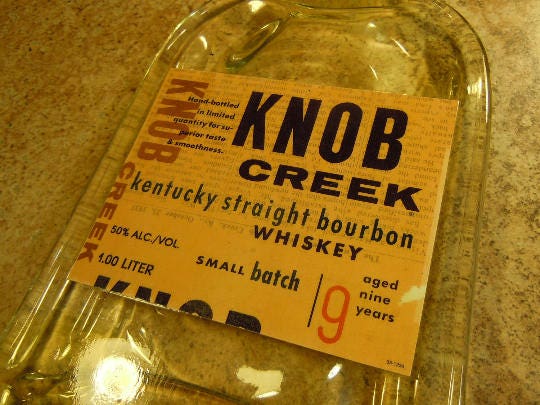 KNOB
CREEK
Hand-bottled
in limited
quantity for su-
perior taste
& smoothness.
KNOB
CREEK
kentucky straight bourbon
WHISKEY
50% ALC/VOL
1.00 LITER
SMALL batch
9
aged
nine
years
KNOB